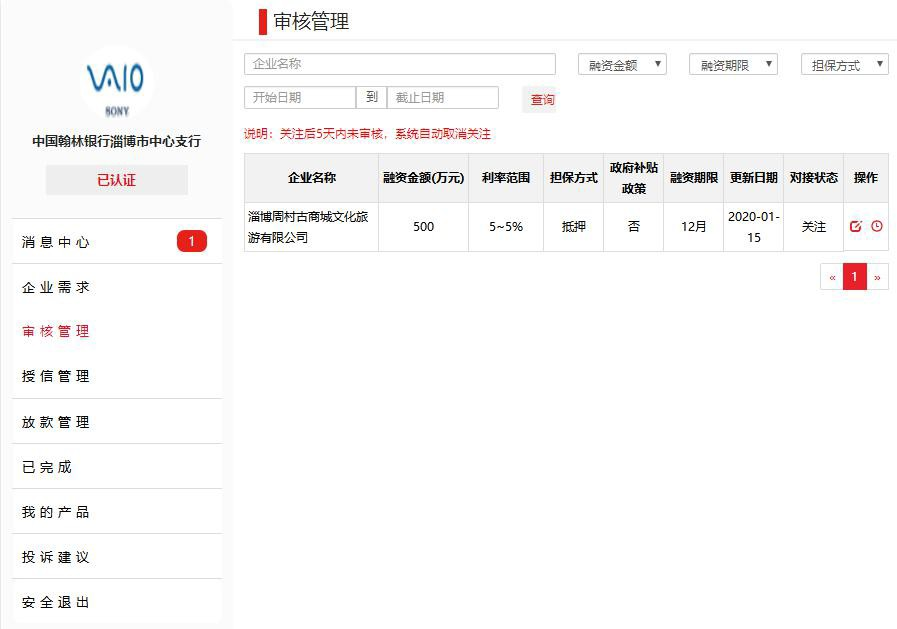 VAIO
SONY
中国翰林银行淄博市中心支行
已认证
消息中心 1
企业需求
审核管理
授信管理
放款管理
已完成
我的产品
投诉建议
安全退出
审核管理
企业名称 融资金额 融资期限 担保方式
开始日期 到 截止日期 查询
说明：关注后5天内未审核，系统自动取消关注
企业名称 融资金额(万元) 利率范围 担保方式 政府补贴 融资期限 更新日期 对接状态 操作
政策
淄博周村古商城文化旅 500 5~5% 抵押 否 12月 2020-01- 关注
游有限公司 15
« 1 »